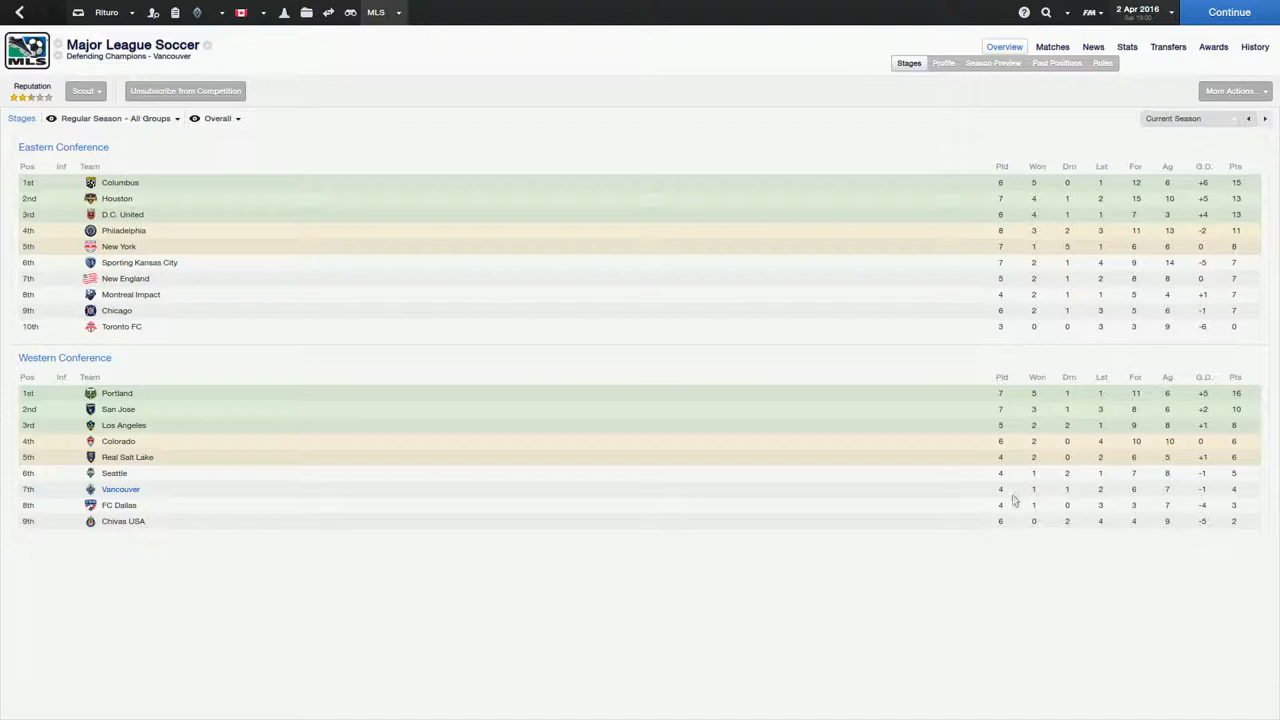 Rituro MLS FM 2 Apr 2016 Sat 19:00 Continue
MLS Major League Soccer
Defending Champions - Vancouver
Overview Matches News Stats Transfers Awards History
Stages Profile Season Preview Past Positions Rules
Reputation Scout Unsubscribe from Competition More Actions...
Stages Regular Season - All Groups Overall Current Season
Eastern Conference
Pos Inf Team Pld Won Drn Lst For Ag G.D. Pts
1st Columbus 6 5 0 1 12 6 +6 15
2nd Houston 7 4 1 2 15 10 +5 13
3rd D.C. United 6 4 1 1 7 3 +4 13
4th Philadelphia 8 3 2 3 11 13 -2 11
5th New York 7 1 5 1 6 6 0 8
6th Sporting Kansas City 7 2 1 4 9 14 -5 7
7th New England 5 2 1 2 8 8 0 7
8th Montreal Impact 4 2 1 1 5 4 +1 7
9th Chicago 6 2 1 3 5 6 -1 7
10th Toronto FC 3 0 0 3 3 9 -6 0
Western Conference
Pos Inf Team Pld Won Drn Lst For Ag G.D. Pts
1st Portland 7 5 1 1 11 6 +5 16
2nd San Jose 7 3 1 3 8 6 +2 10
3rd Los Angeles 5 2 2 1 9 8 +1 8
4th Colorado 6 2 0 4 10 10 0 6
5th Real Salt Lake 4 2 0 2 6 5 +1 6
6th Seattle 4 1 2 1 7 8 -1 5
7th Vancouver 4 1 1 2 6 7 -1 4
8th FC Dallas 4 1 0 3 3 7 -4 3
9th Chivas USA 6 0 2 4 4 9 -5 2